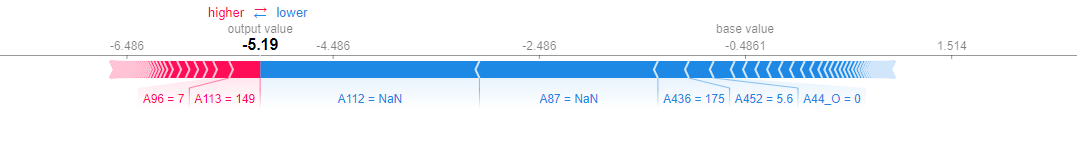 higher ⇄ lower
output value base value
-6.486 -5.19 -4.486 -2.486 -0.4861 1.514
A96 = 7 A113 = 149 A112 = NaN A87 = NaN A436 = 175 A452 = 5.6 A44_O = 0